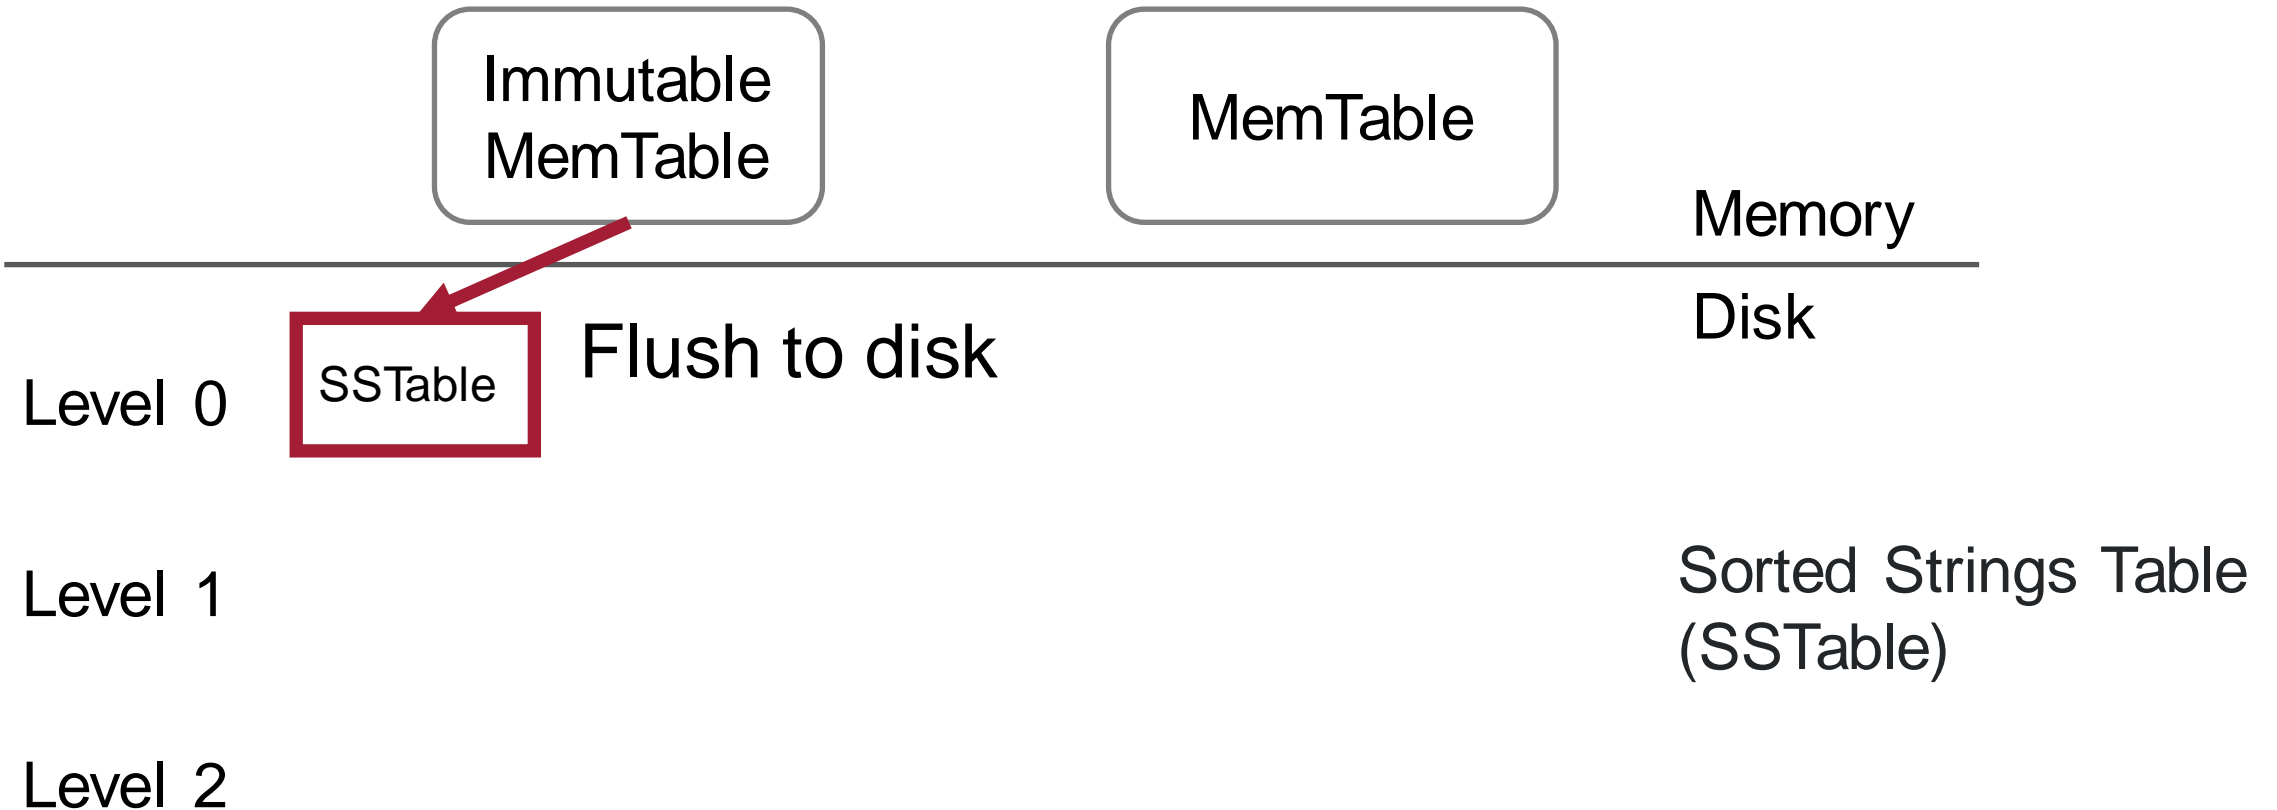 Immutable
MemTable
MemTable
Memory
Disk
Flush to disk
SSTable
Level 0
Level 1
Sorted Strings Table
(SSTable)
Level 2